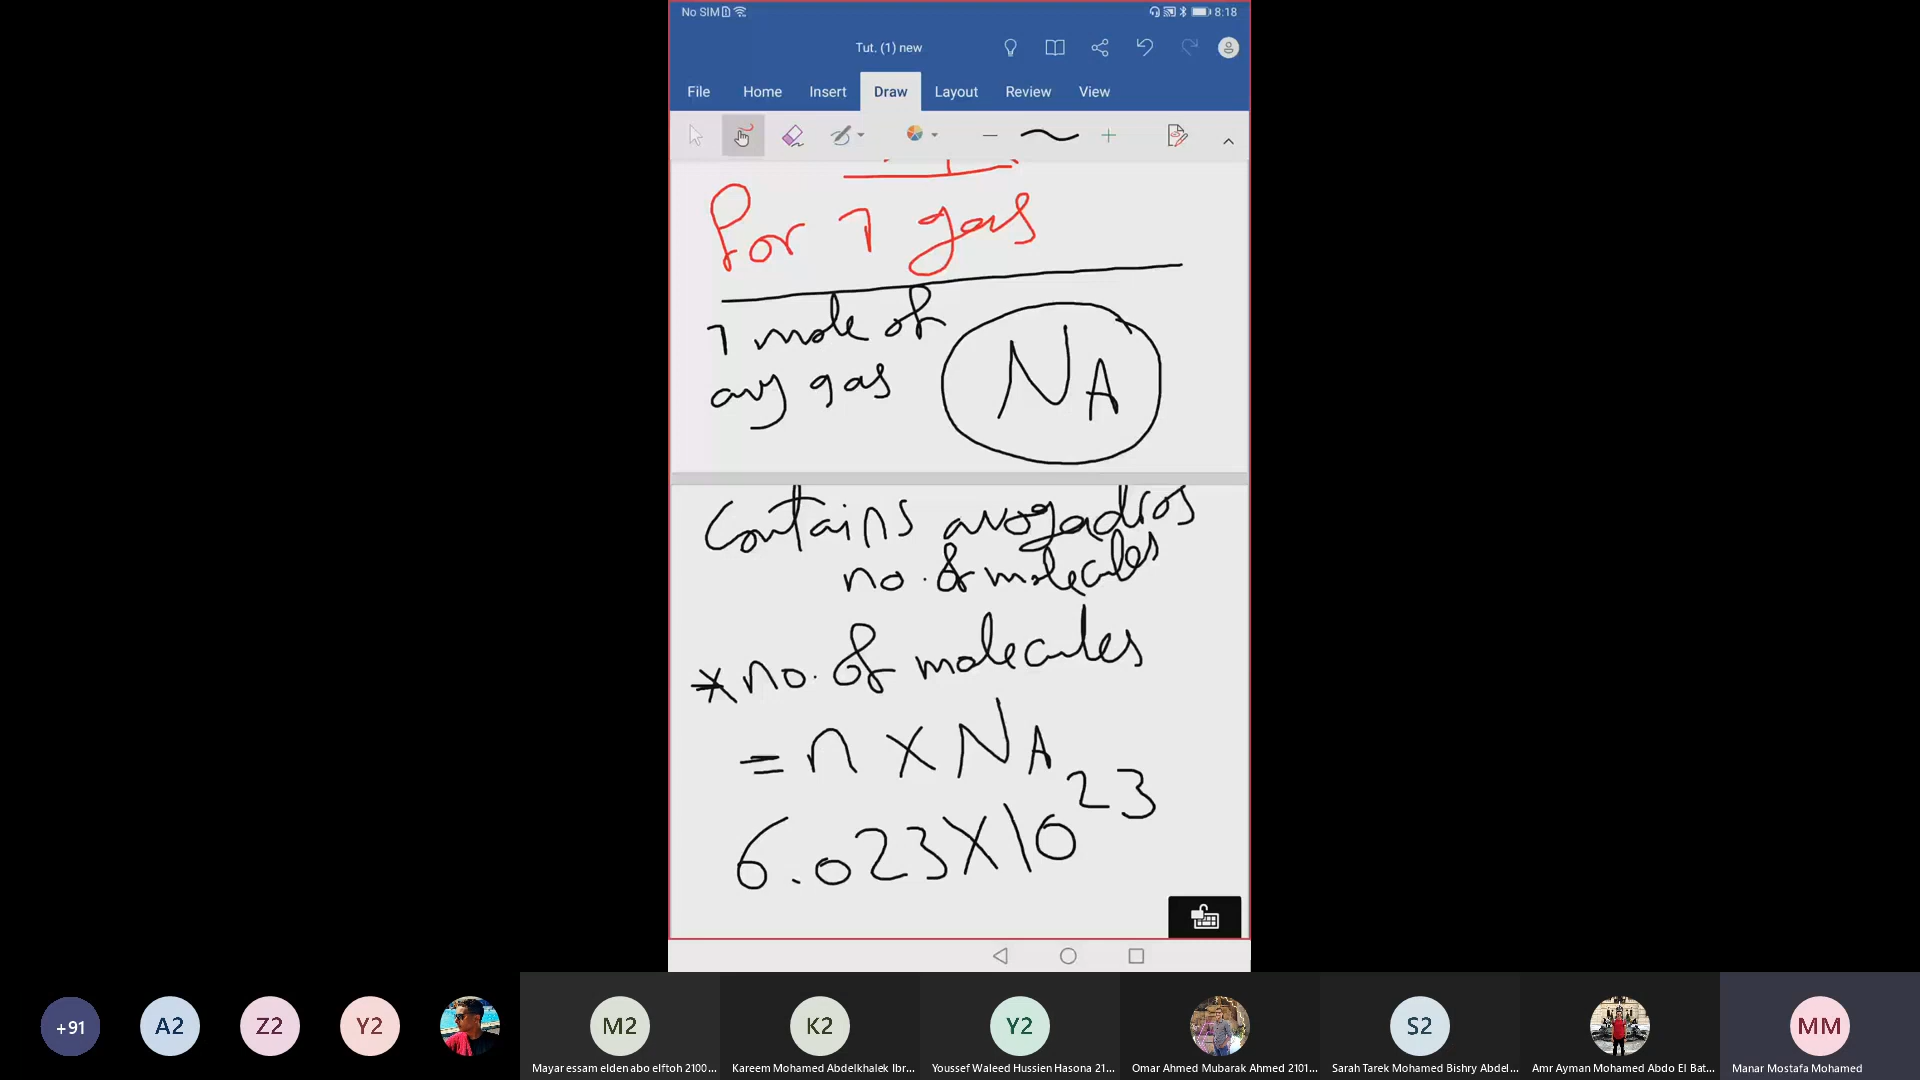 No SIM
8:18
Tut. (1) new
File Home Insert Draw Layout Review View
For 1 gas
1 mole of
any gas
NA
Contains avogadros
no. of molecules
* no. of molecules
= n X NA
6.023X10^23
+91 A2 Z2 Y2 M2 K2 Y2 S2 MM
Mayar essam elden abo elftoh 2100... Kareem Mohamed Abdelkhalek Ibr... Youssef Waleed Hussien Hasona 21... Omar Ahmed Mubarak Ahmed 2101... Sarah Tarek Mohamed Bishry Abdel... Amr Ayman Mohamed Abdo El Bat... Manar Mostafa Mohamed